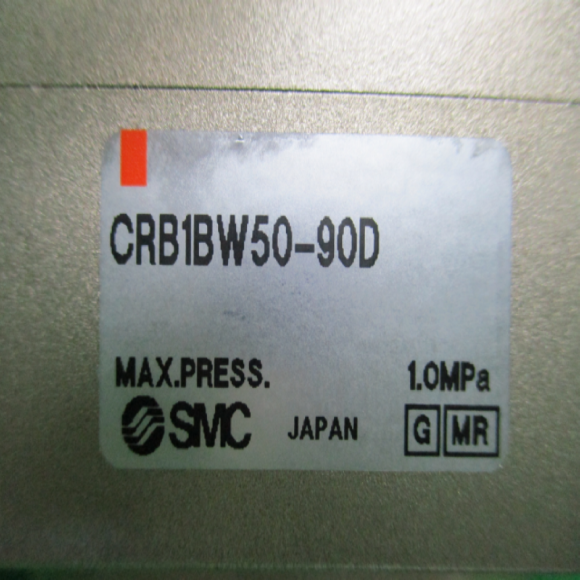 CRB1BW50-90D
MAX.PRESS. 1.0MPa
SMC JAPAN G MR